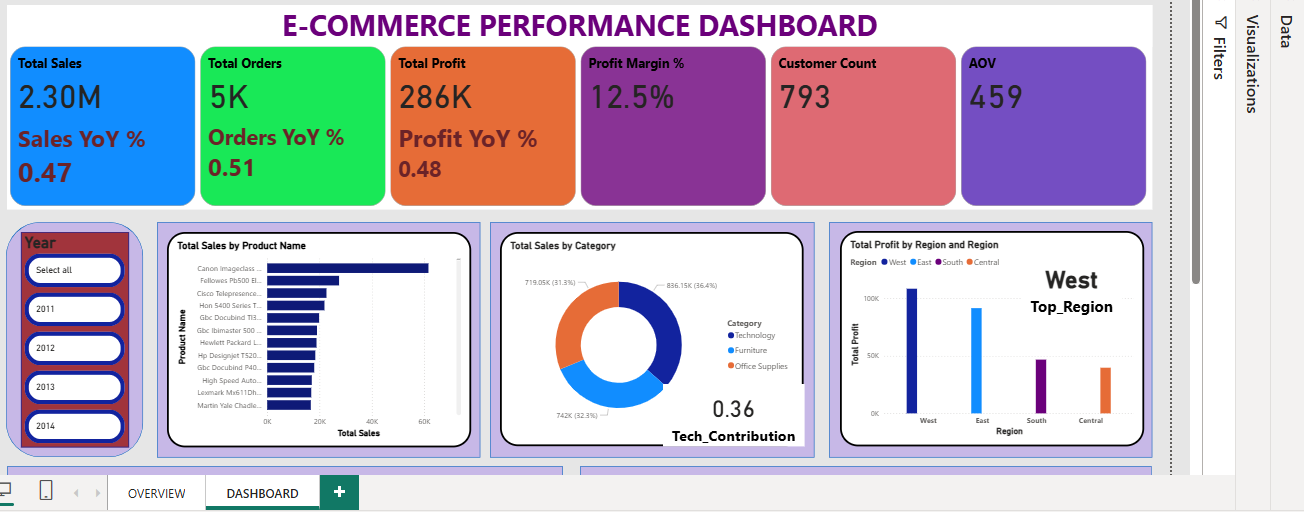 E-COMMERCE PERFORMANCE DASHBOARD
Total Sales
2.30M
Sales YoY %
0.47
Total Orders
5K
Orders YoY %
0.51
Total Profit
286K
Profit YoY %
0.48
Profit Margin %
12.5%
Customer Count
793
AOV
459
Filters
Visualizations
Data
Year
Select all
2011
2012
2013
2014
Total Sales by Product Name
Product Name
Canon Imageclass ...
Fellowes Pb500 El...
Cisco Telepresence...
Hon 5400 Series T...
Gbc Docubind Tl3...
Gbc Ibimaster 500 ...
Hewlett Packard L...
Hp Designjet T520...
Gbc Docubind P40...
High Speed Auto...
Lexmark Mx611Dh...
Martin Yale Chadle...
0K 20K 40K 60K
Total Sales
Total Sales by Category
719.05K (31.3%)
836.15K (36.4%)
742K (32.3%)
Category
Technology
Furniture
Office Supplies
0.36
Tech_Contribution
Total Profit by Region and Region
Region West East South Central
West
Top_Region
Total Profit
100K
50K
0K
West East South Central
Region
OVERVIEW
DASHBOARD
+